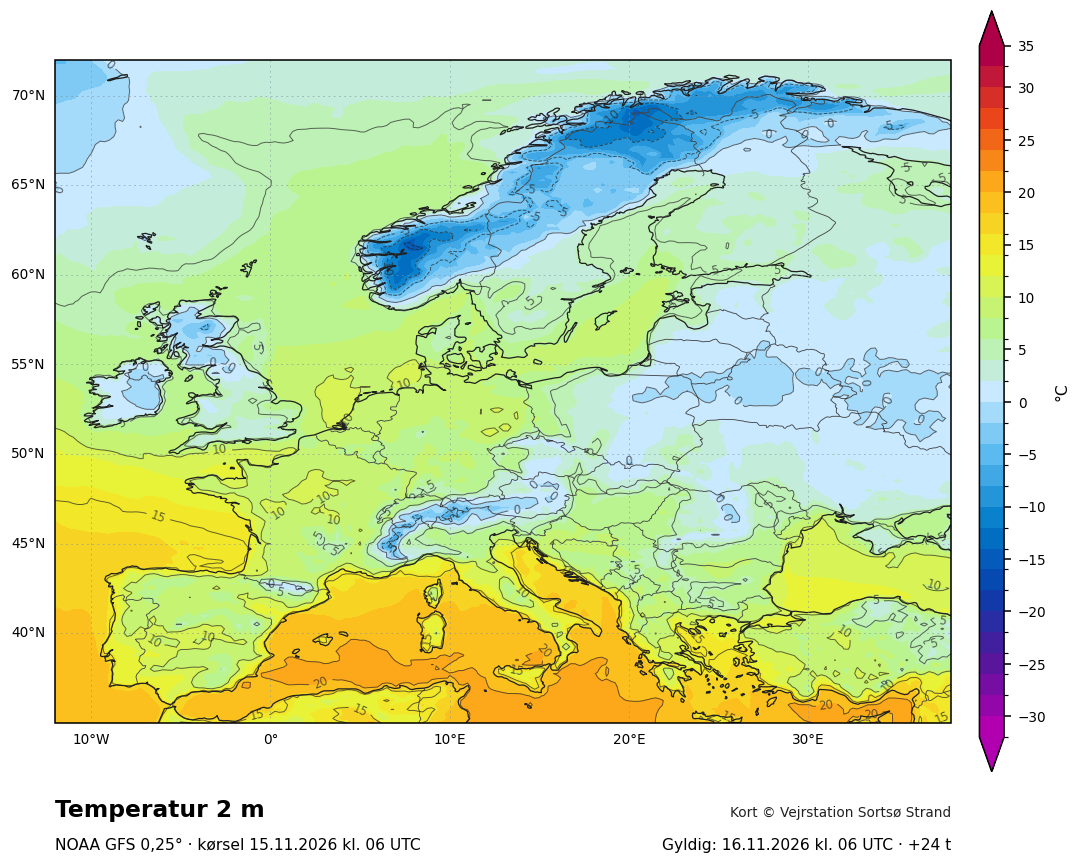 70°N
65°N
60°N
55°N
50°N
45°N
40°N
10°W
0°
10°E
20°E
30°E
35
30
25
20
15
10
5
0
−5
−10
−15
−20
−25
−30
°C
Temperatur 2 m
Kort © Vejrstation Sortsø Strand
NOAA GFS 0,25° · kørsel 15.11.2026 kl. 06 UTC
Gyldig: 16.11.2026 kl. 06 UTC · +24 t